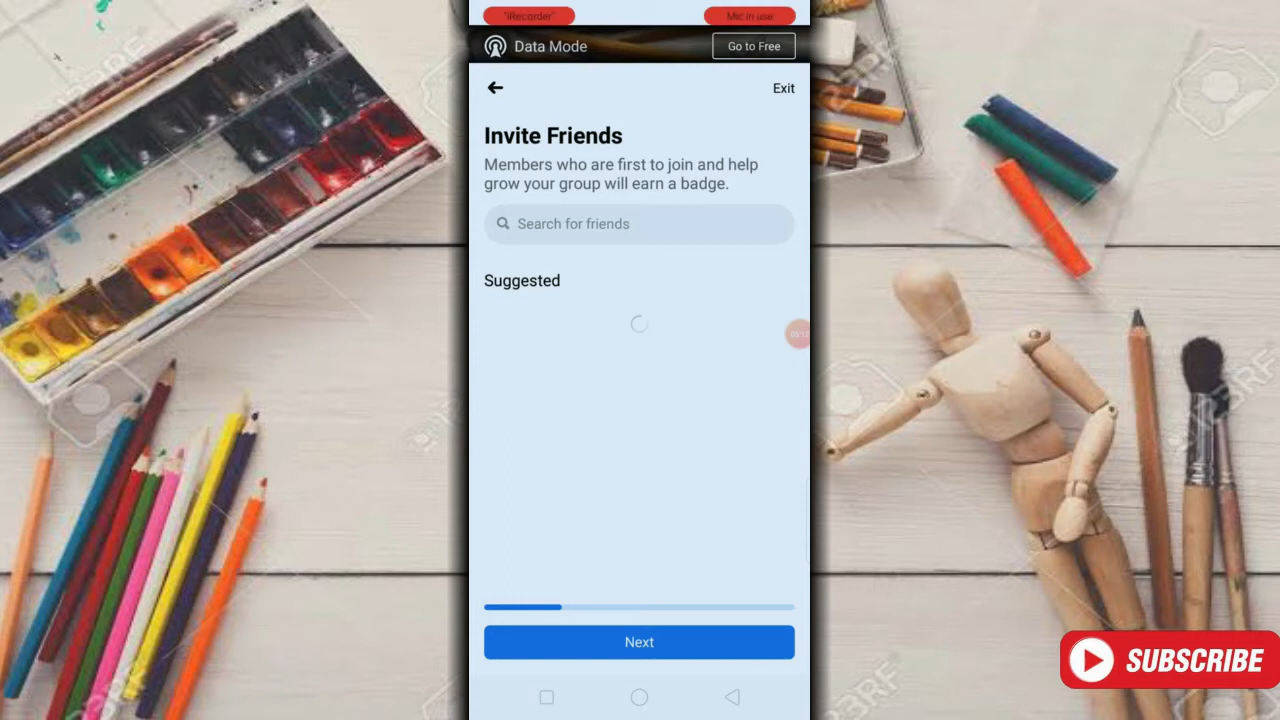 "iRecorder"
Mic in use
Data Mode
Go to Free
Exit
Invite Friends
Members who are first to join and help
grow your group will earn a badge.
Search for friends
Suggested
Next
SUBSCRIBE